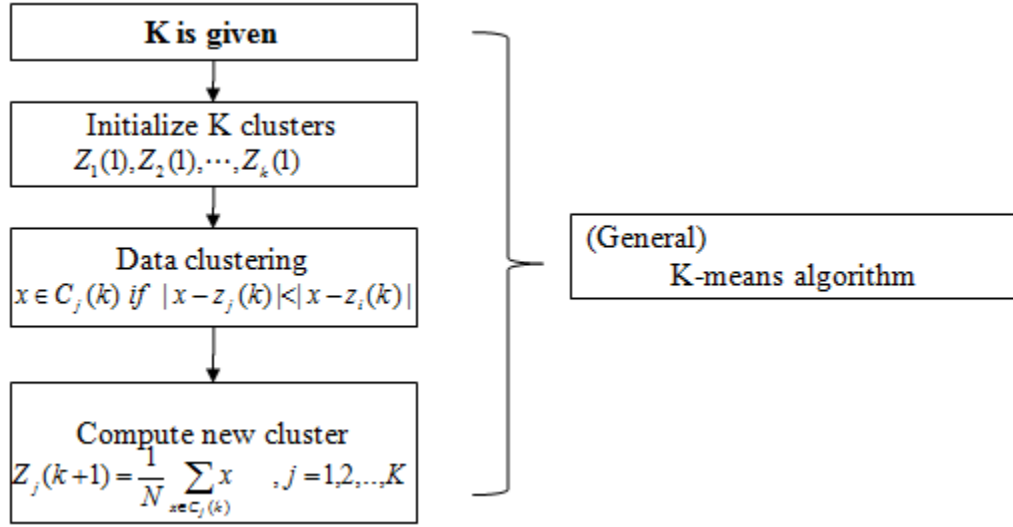 K is given
Initialize K clusters
Z₁(1),Z₂(1),⋯,Zₖ(1)
Data clustering
x ∈ Cⱼ(k) if |x − zⱼ(k)|<|x − zᵢ(k)|
Compute new cluster
Zⱼ(k+1) = 1/N ∑ x∈Cⱼ(k) x , j = 1,2,..,K
(General)
K-means algorithm